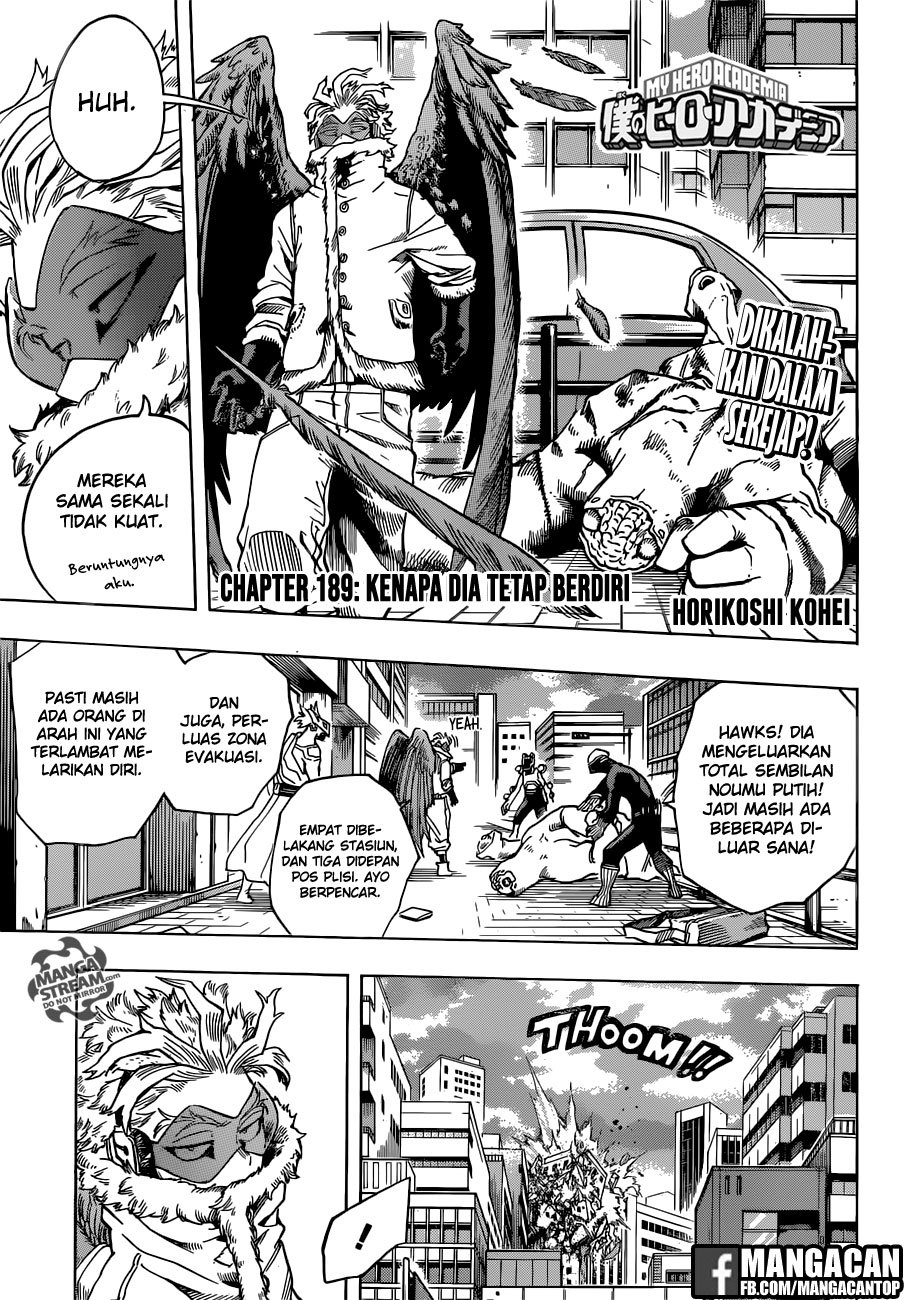 MY HERO ACADEMIA
僕のヒーローアカデミア
HUH.
DIKALAH-
KAN DALAM
SEKEJAP!
MEREKA
SAMA SEKALI
TIDAK KUAT.
Beruntungnya
aku.
CHAPTER 189: KENAPA DIA TETAP BERDIRI
HORIKOSHI KOHEI
HAWKS! DIA
MENGELUARKAN
TOTAL SEMBILAN
NOUMU PUTIH!
JADI MASIH ADA
BEBERAPA DI-
LUAR SANA!
YEAH.
EMPAT DIBE-
LAKANG STASIUN,
DAN TIGA DIDEPAN
POS PLISI. AYO
BERPENCAR.
DAN
JUGA, PER-
LUAS ZONA
EVAKUASI.
PASTI MASIH
ADA ORANG DI
ARAH INI YANG
TERLAMBAT ME-
LARIKAN DIRI.
MANGA
STREAM.com
DO NOT MIRROR
THOOM!!
!
f MANGACAN
FB.COM/MANGACANTOP